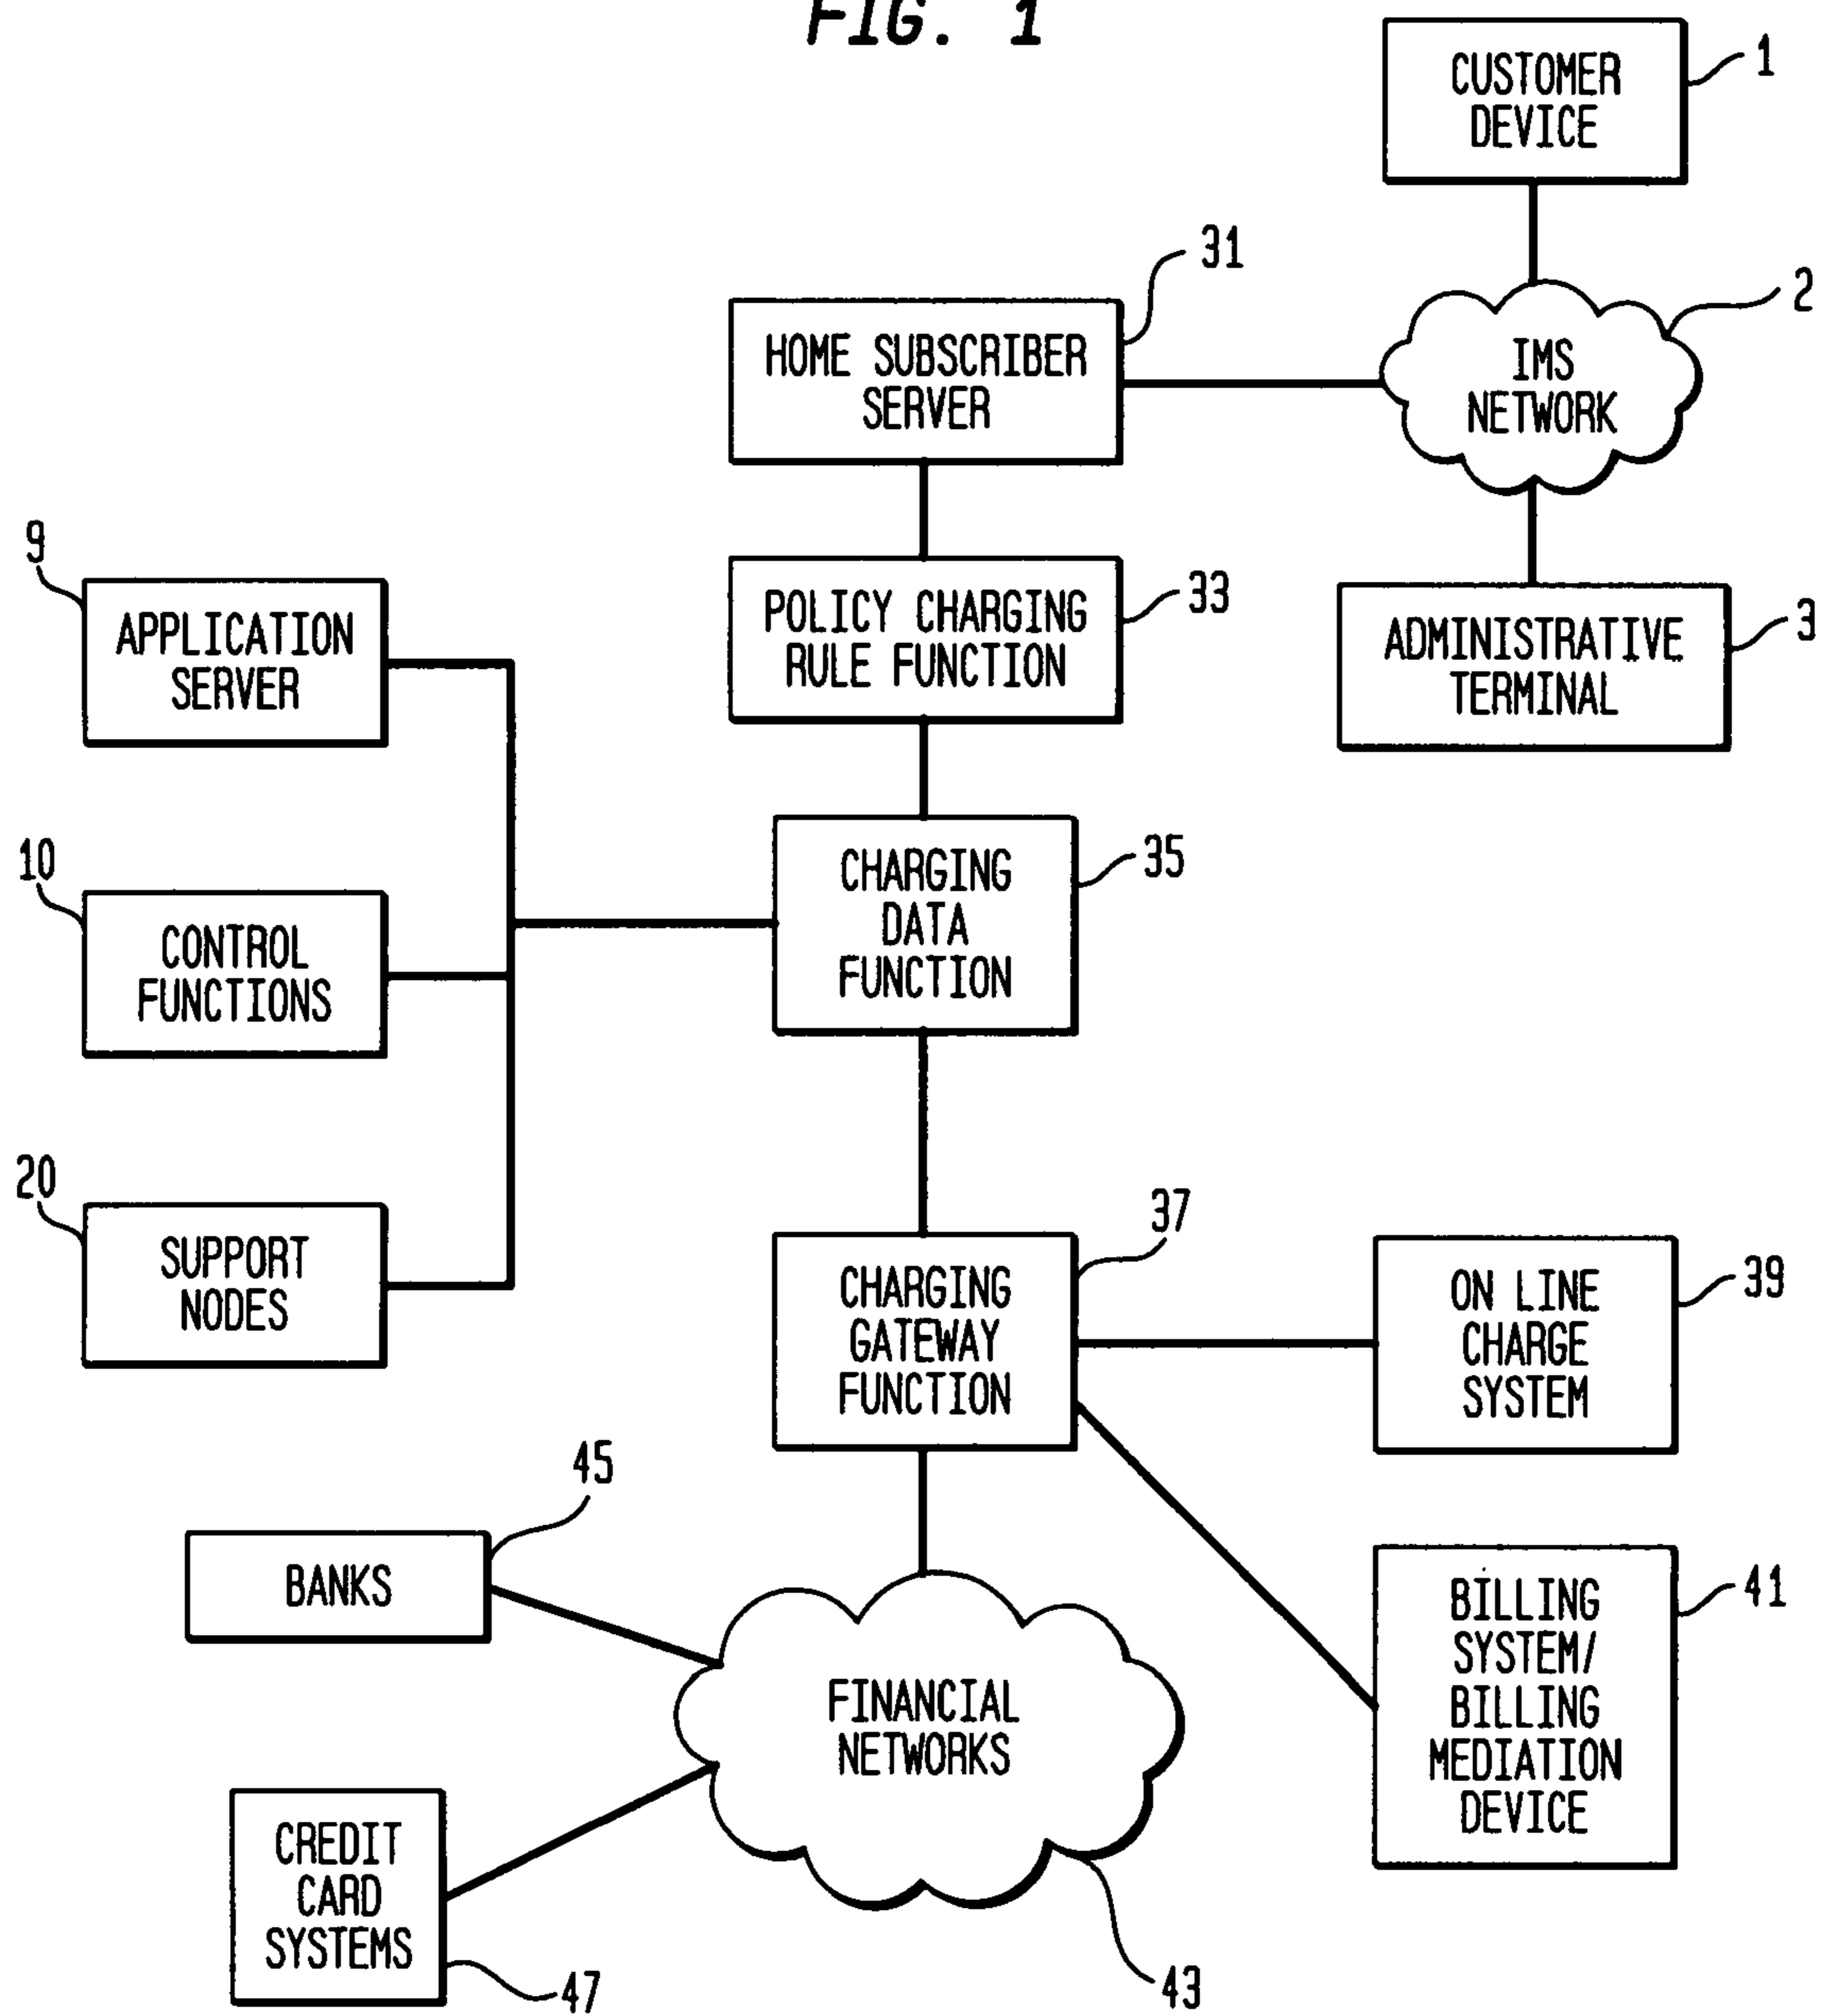 FIG. 1
CUSTOMER
DEVICE
1
31
2
HOME SUBSCRIBER
SERVER
IMS
NETWORK
9
APPLICATION
SERVER
POLICY CHARGING
RULE FUNCTION
33
ADMINISTRATIVE
TERMINAL
3
10
CONTROL
FUNCTIONS
CHARGING
DATA
FUNCTION
35
20
SUPPORT
NODES
37
CHARGING
GATEWAY
FUNCTION
ON LINE
CHARGE
SYSTEM
39
45
BANKS
BILLING
SYSTEM/
BILLING
MEDIATION
DEVICE
41
FINANCIAL
NETWORKS
CREDIT
CARD
SYSTEMS
47
43